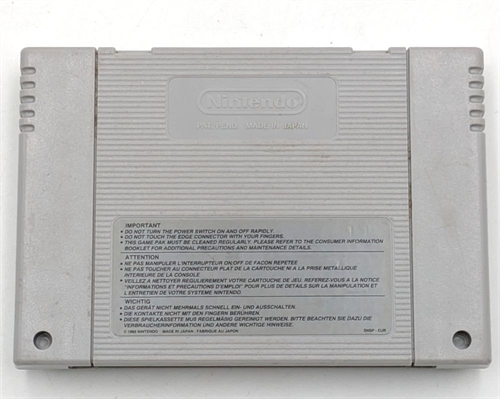 Nintendo
PAT. PEND. MADE IN JAPAN
IMPORTANT
• DO NOT TURN THE POWER SWITCH ON AND OFF RAPIDLY.
• DO NOT TOUCH THE EDGE CONNECTOR WITH YOUR FINGERS.
• THIS GAME PAK MUST BE CLEANED REGULARLY. PLEASE REFER TO THE CONSUMER INFORMATION
BOOKLET FOR ADDITIONAL PRECAUTIONS AND MAINTENANCE DETAILS.
ATTENTION
• NE PAS MANIPULER L'INTERRUPTEUR ON/OFF DE FACON REPETEE
• NE PAS TOUCHER AU CONNECTEUR PLAT DE LA CARTOUCHE NI A LA PRISE METALLIQUE
INTERIEURE DE LA CONSOLE
• VEILLEZ A NETTOYER REGULIEREMENT VOTRE CARTOUCHE DE JEU. REFEREZ-VOUS A LA NOTICE
"INFORMATIONS ET PRECAUTIONS D'EMPLOI" POUR PLUS DE DETAILS SUR LA MANIPULATION ET
L'ENTRETIEN DE VOTRE SYSTEME NINTENDO.
WICHTIG
• DAS GERÄT NICHT MEHRMALS SCHNELL EIN- UND AUSSCHALTEN.
• DIE KONTAKTE NICHT MIT DEN FINGERN BERÜHREN.
• DIESE SPIELKASSETTE MUS REGELMÄSIG GEREINIGT WERDEN. BITTE BEACHTEN SIE DAZU DIE
VERBRAUCHERINFORMATION UND ANDERE WICHTIGE HINWEISE.
© 1992 NINTENDO MADE IN JAPAN · FABRIQUE AU JAPON